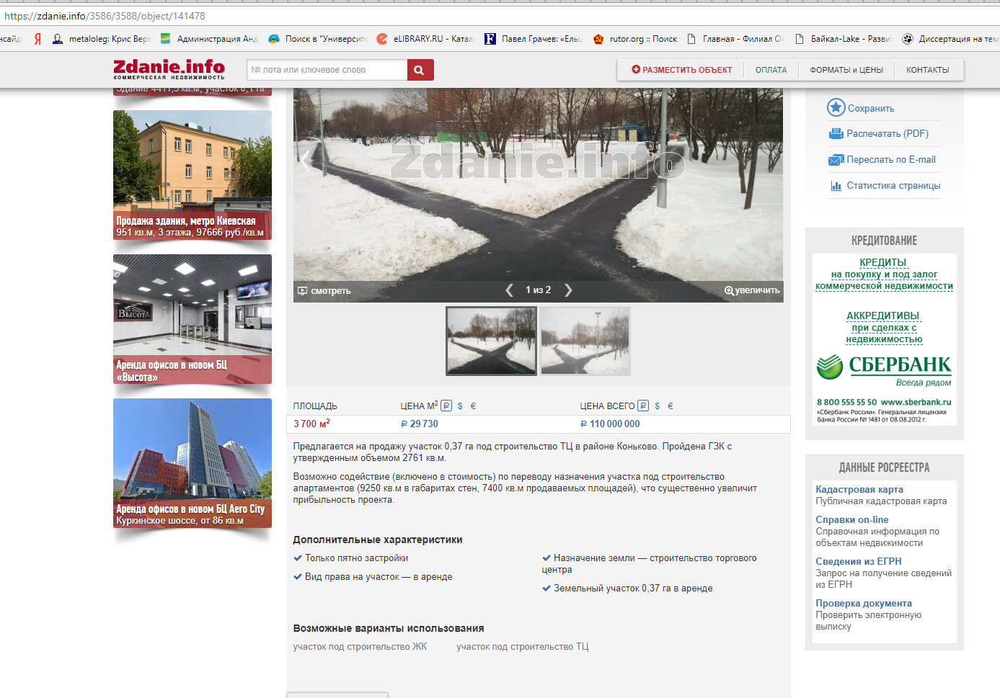 https://zdanie.info/3586/3588/object/141478
metaloleg: Крис Верн
Администрация Анд
Поиск в "Университ
eLIBRARY.RU - Катал
Павел Грачев: «Ельц
rutor.org :: Поиск
Главная - Филиал ОА
Байкал-Lake - Развит
Диссертация на тем
Zdanie.info
КОММЕРЧЕСКАЯ НЕДВИЖИМОСТЬ
№ лота или ключевое слово
РАЗМЕСТИТЬ ОБЪЕКТ
ОПЛАТА
ФОРМАТЫ и ЦЕНЫ
КОНТАКТЫ
Здание 4411,5 кв.м, участок 0,11га
Продажа здания, метро Киевская
951 кв.м, 3 этажа, 97666 руб./кв.м
ВЫСОТА
Аренда офисов в новом БЦ
«Высота»
Аренда офисов в новом БЦ Aero City
Куркинское шоссе, от 86 кв.м
Zdanie.info
смотреть
1 из 2
увеличить
ПЛОЩАДЬ
ЦЕНА М² ₽ $ €
ЦЕНА ВСЕГО ₽ $ €
3 700 м²
₽ 29 730
₽ 110 000 000
Предлагается на продажу участок 0,37 га под строительство ТЦ в районе Коньково. Пройдена ГЗК с
утвержденным объемом 2761 кв.м.
Возможно содействие (включено в стоимость) по переводу назначения участка под строительство
апартаментов (9250 кв.м в габаритах стен, 7400 кв.м продаваемых площадей), что существенно увеличит
прибыльность проекта.
Дополнительные характеристики
Только пятно застройки
Вид права на участок — в аренде
Назначение земли — строительство торгового
центра
Земельный участок 0,37 га в аренде
Возможные варианты использования
участок под строительство ЖК
участок под строительство ТЦ
Сохранить
Распечатать (PDF)
Переслать по E-mail
Статистика страницы
КРЕДИТОВАНИЕ
КРЕДИТЫ
на покупку и под залог
коммерческой недвижимости
АККРЕДИТИВЫ
при сделках с
недвижимостью
СБЕРБАНК
Всегда рядом
8 800 555 55 50 www.sberbank.ru
«Сбербанк России». Генеральная лицензия
Банка России № 1481 от 08.08.2012 г.
ДАННЫЕ РОСРЕЕСТРА
Кадастровая карта
Публичная кадастровая карта
Справки on-line
Справочная информация по
объектам недвижимости
Сведения из ЕГРН
Запрос на получение сведений
из ЕГРН
Проверка документа
Проверить электронную
выписку